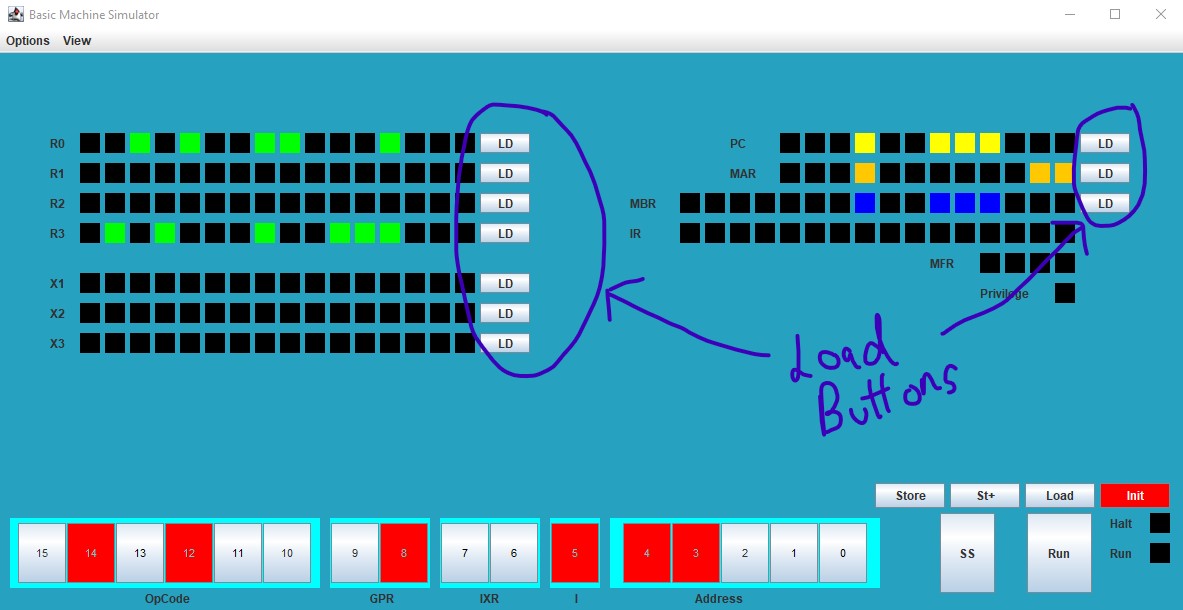 Basic Machine Simulator
Options View
R0 LD
R1 LD
R2 LD
R3 LD
X1 LD
X2 LD
X3 LD
PC LD
MAR LD
MBR LD
IR
MFR
Privilege
Load
Buttons
Store St+ Load Init
SS Run
Halt
Run
15 14 13 12 11 10 9 8 7 6 5 4 3 2 1 0
OpCode GPR IXR I Address